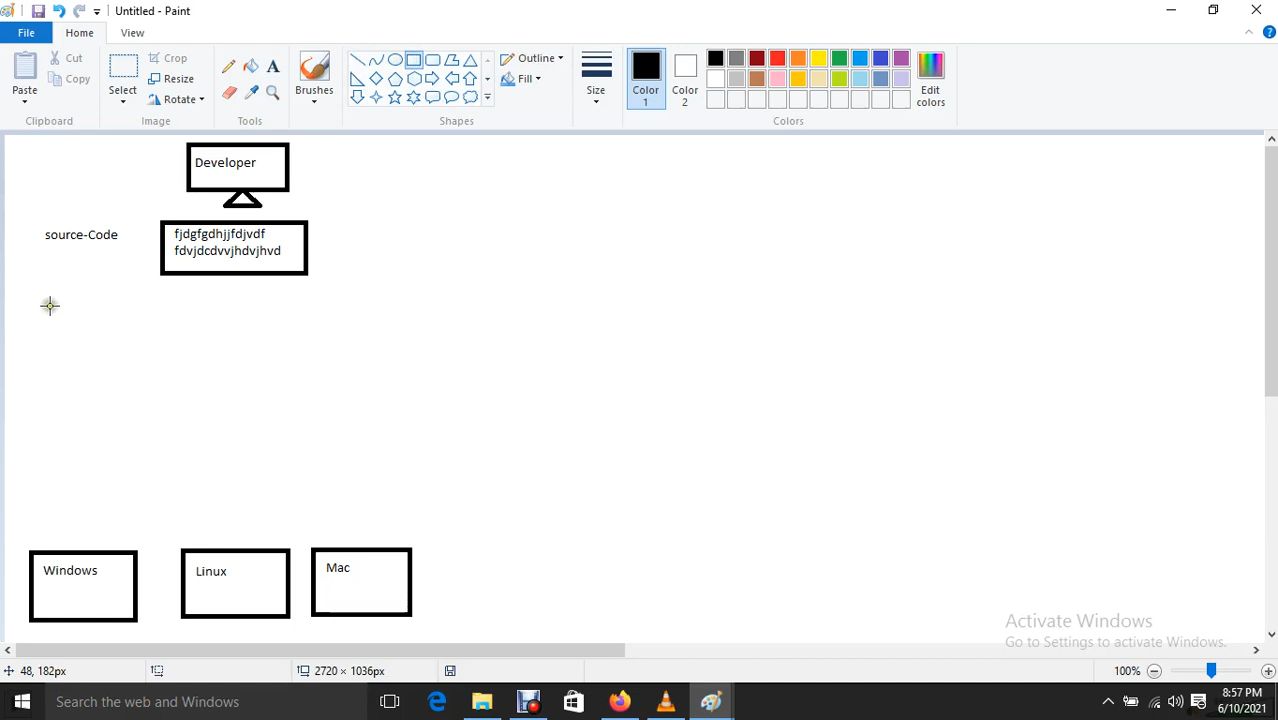 Untitled - Paint
File
Home
View
Paste
Cut
Copy
Clipboard
Select
Crop
Resize
Rotate
Image
A
Tools
Brushes
Outline
Fill
Shapes
Size
Color 1
Color 2
Edit colors
Colors
Developer
source-Code
fjdgfgdhjjfdjvdf
fdvjdcdvvjhdvjhvd
Windows
Linux
Mac
Activate Windows
Go to Settings to activate Windows.
48, 182px
2720 × 1036px
100%
Search the web and Windows
8:57 PM
6/10/2021